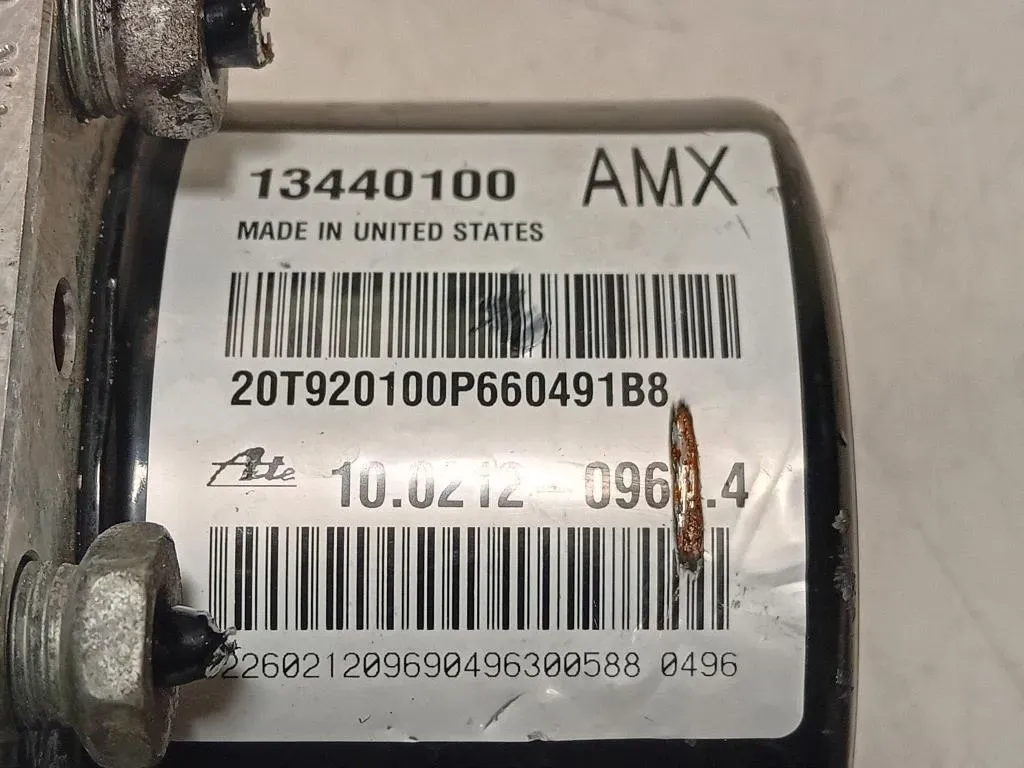 13440100 AMX
MADE IN UNITED STATES
20T920100P660491B8
Ate 10.0212
226021209690496300588 0496